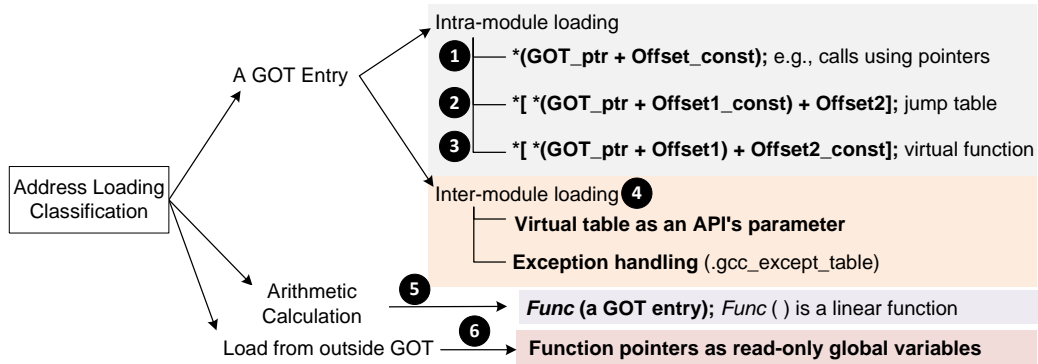 Intra-module loading
1 *(GOT_ptr + Offset_const); e.g., calls using pointers
A GOT Entry
2 *[ *(GOT_ptr + Offset1_const) + Offset2]; jump table
3 *[ *(GOT_ptr + Offset1) + Offset2_const]; virtual function
Address Loading
Classification
Inter-module loading 4
Virtual table as an API's parameter
Exception handling (.gcc_except_table)
Arithmetic
Calculation
5
Func (a GOT entry); Func ( ) is a linear function
Load from outside GOT
6
Function pointers as read-only global variables